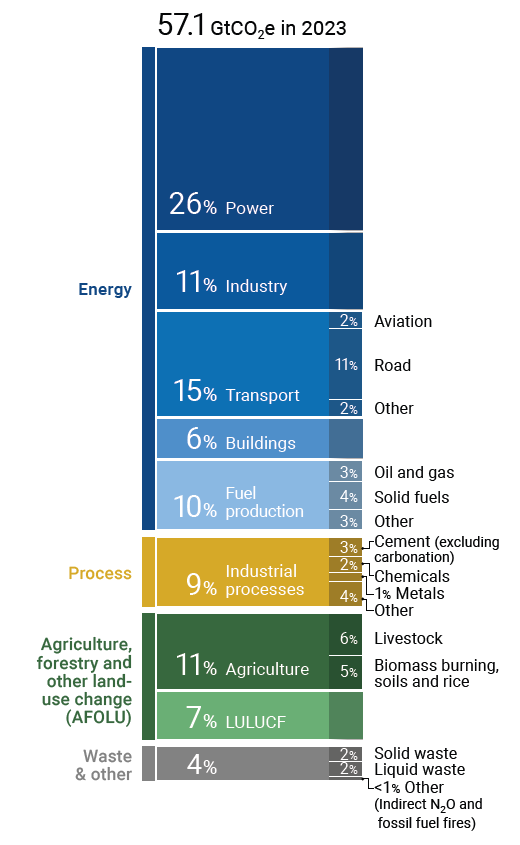 57.1 GtCO₂e in 2023
Energy
26% Power
11% Industry
15% Transport
2% Aviation
11% Road
2% Other
6% Buildings
10% Fuel
production
3% Oil and gas
4% Solid fuels
3% Other
Process
9% Industrial
processes
3% Cement (excluding
carbonation)
2% Chemicals
1% Metals
4% Other
Agriculture,
forestry and
other land-
use change
(AFOLU)
11% Agriculture
6% Livestock
5% Biomass burning,
soils and rice
7% LULUCF
Waste
& other
4%
2% Solid waste
2% Liquid waste
<1% Other
(Indirect N₂O and
fossil fuel fires)